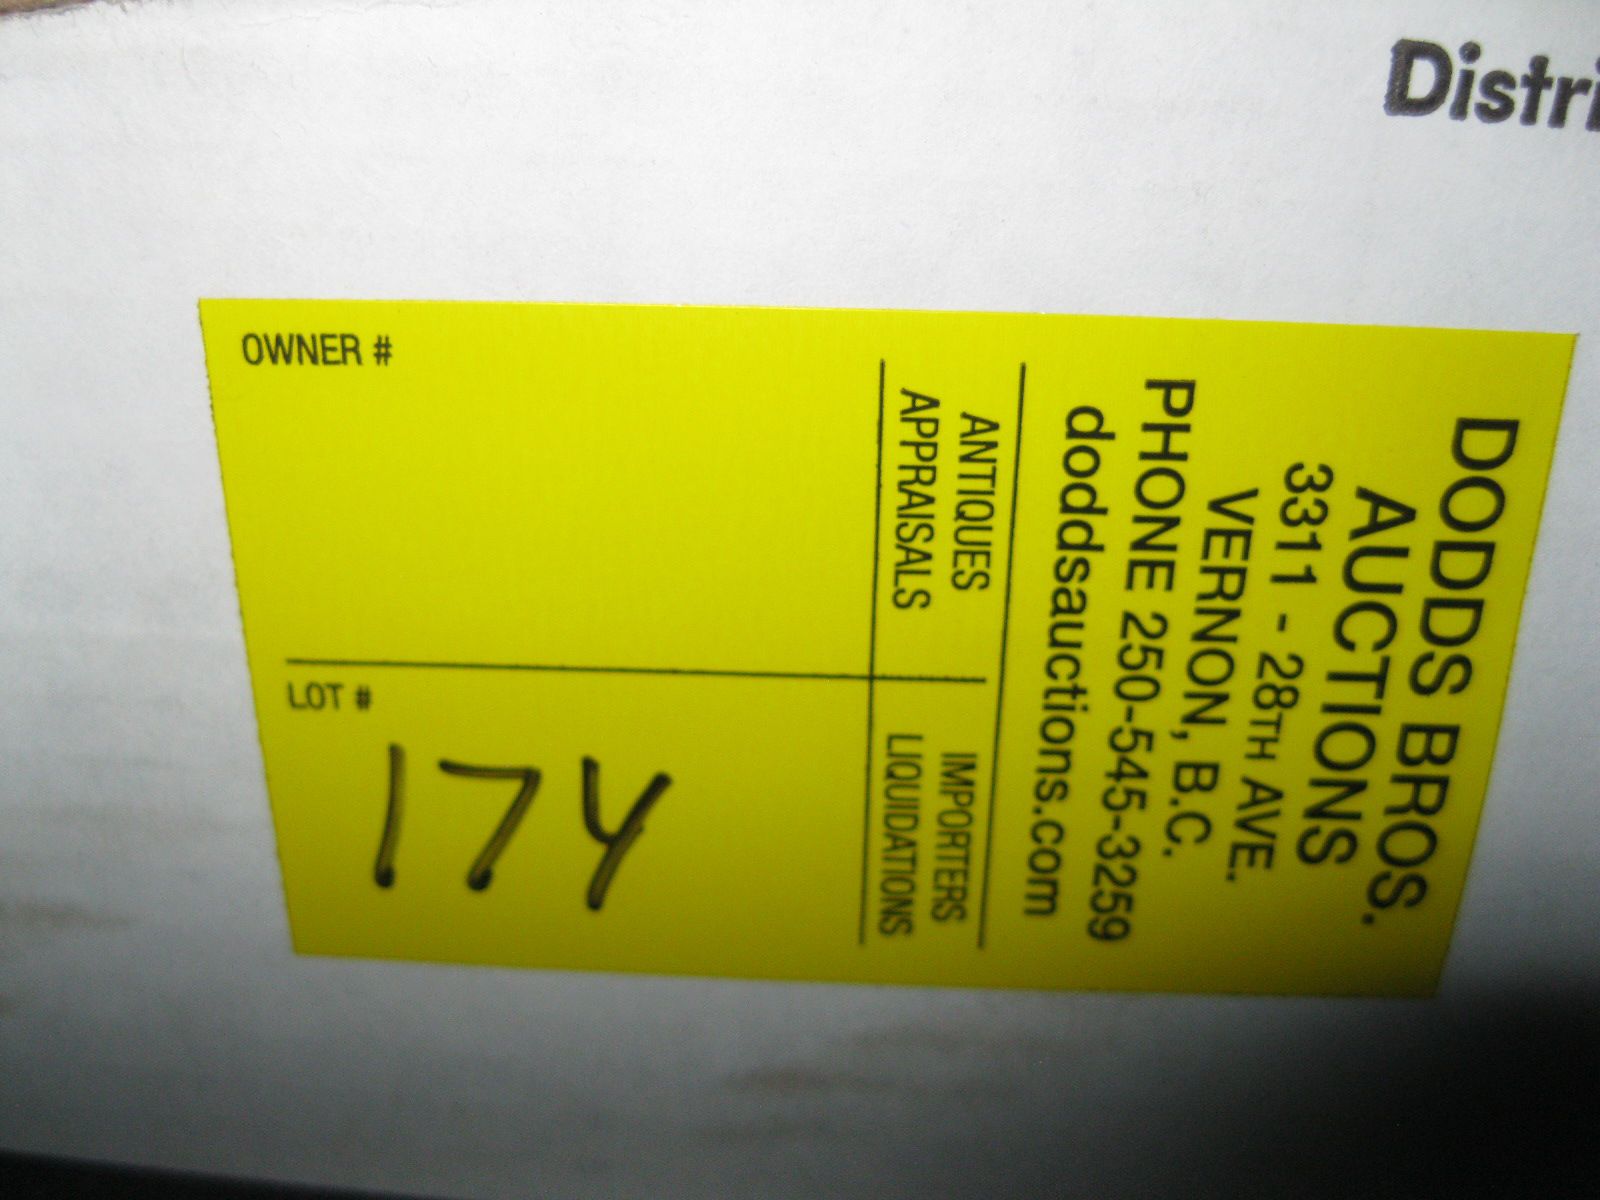 Distri
DODDS BROS.
AUCTIONS
3311 - 28TH AVE.
VERNON, B.C.
PHONE 250-545-3259
doddsauctions.com
ANTIQUES
APPRAISALS
IMPORTERS
LIQUIDATIONS
OWNER #
LOT #
174